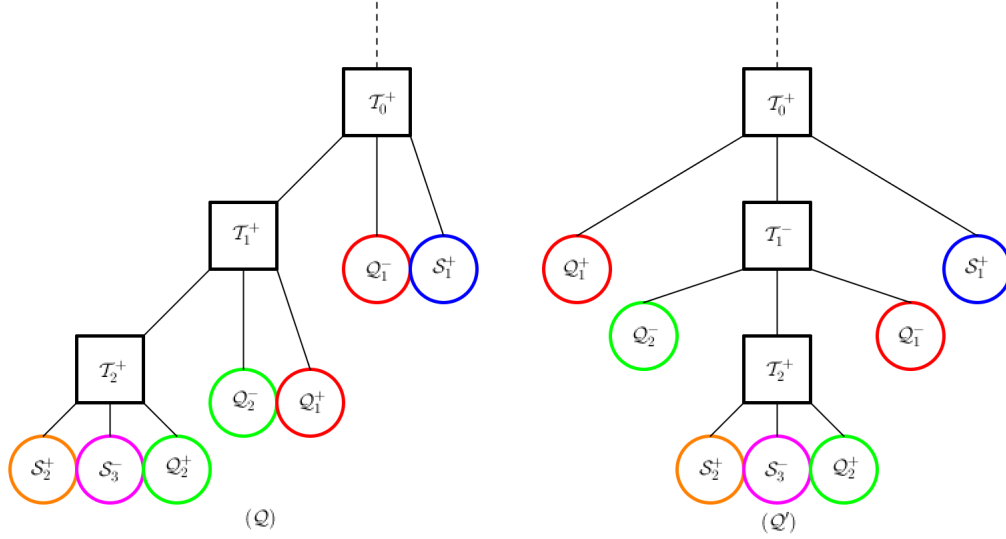 𝒯₀⁺ 𝒯₀⁺
𝒯₁⁺ 𝒯₁⁻
𝒬₁⁻ 𝒮₁⁺ 𝒬₁⁺ 𝒮₁⁺
𝒬₂⁻ 𝒬₁⁻
𝒯₂⁺ 𝒯₂⁺
𝒬₂⁻ 𝒬₁⁺
𝒮₂⁺ 𝒮₃⁻ 𝒬₂⁺ 𝒮₂⁺ 𝒮₃⁻ 𝒬₂⁺
(𝒬) (𝒬′)